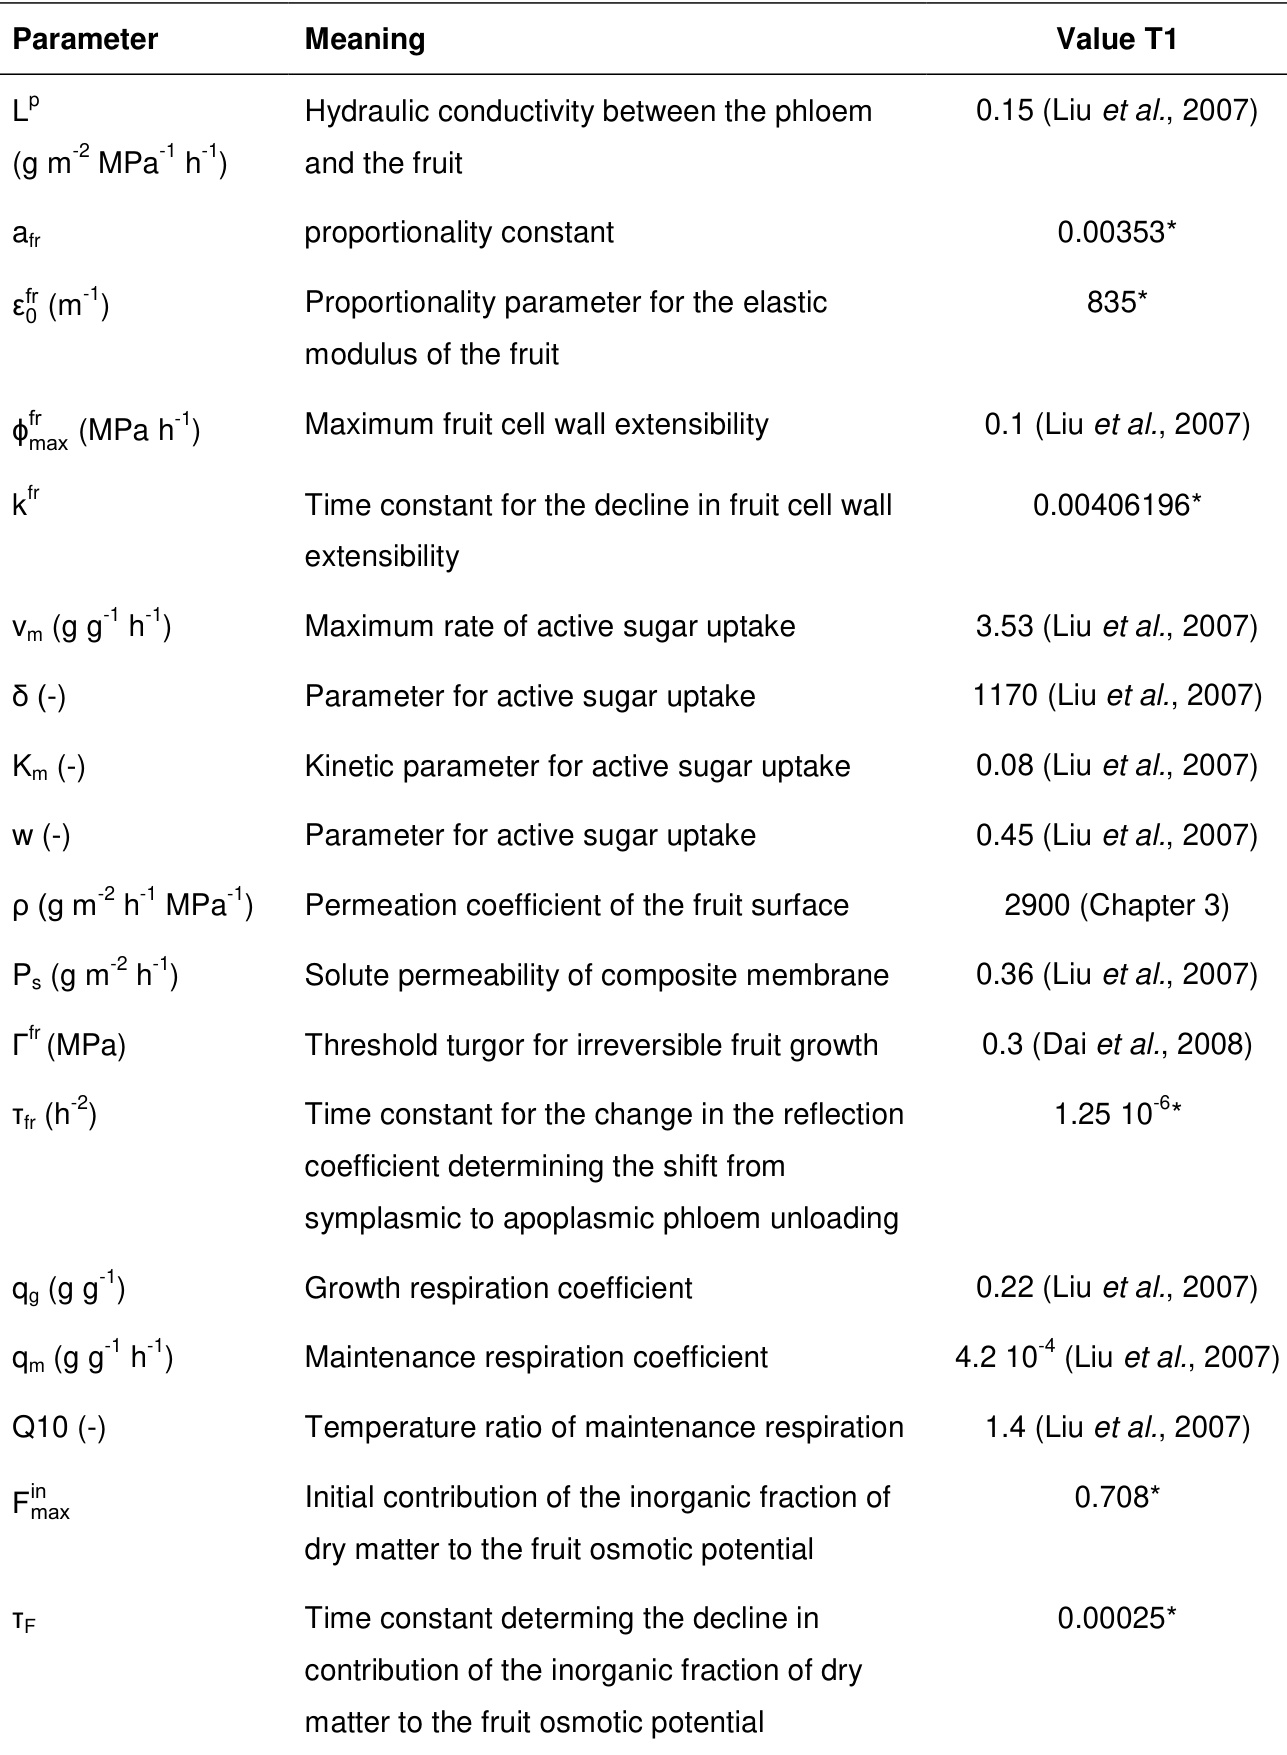 Parameter Meaning Value T1
L^p Hydraulic conductivity between the phloem 0.15 (Liu et al., 2007)
(g m^-2 MPa^-1 h^-1) and the fruit
a_fr proportionality constant 0.00353*
ε_0^fr (m^-1) Proportionality parameter for the elastic 835*
modulus of the fruit
ϕ_max^fr (MPa h^-1) Maximum fruit cell wall extensibility 0.1 (Liu et al., 2007)
k^fr Time constant for the decline in fruit cell wall 0.00406196*
extensibility
v_m (g g^-1 h^-1) Maximum rate of active sugar uptake 3.53 (Liu et al., 2007)
δ (-) Parameter for active sugar uptake 1170 (Liu et al., 2007)
K_m (-) Kinetic parameter for active sugar uptake 0.08 (Liu et al., 2007)
w (-) Parameter for active sugar uptake 0.45 (Liu et al., 2007)
ρ (g m^-2 h^-1 MPa^-1) Permeation coefficient of the fruit surface 2900 (Chapter 3)
P_s (g m^-2 h^-1) Solute permeability of composite membrane 0.36 (Liu et al., 2007)
Γ^fr (MPa) Threshold turgor for irreversible fruit growth 0.3 (Dai et al., 2008)
τ_fr (h^-2) Time constant for the change in the reflection 1.25 10^-6*
coefficient determining the shift from
symplasmic to apoplasmic phloem unloading
q_g (g g^-1) Growth respiration coefficient 0.22 (Liu et al., 2007)
q_m (g g^-1 h^-1) Maintenance respiration coefficient 4.2 10^-4 (Liu et al., 2007)
Q10 (-) Temperature ratio of maintenance respiration 1.4 (Liu et al., 2007)
F_max^in Initial contribution of the inorganic fraction of 0.708*
dry matter to the fruit osmotic potential
τ_F Time constant determing the decline in 0.00025*
contribution of the inorganic fraction of dry
matter to the fruit osmotic potential